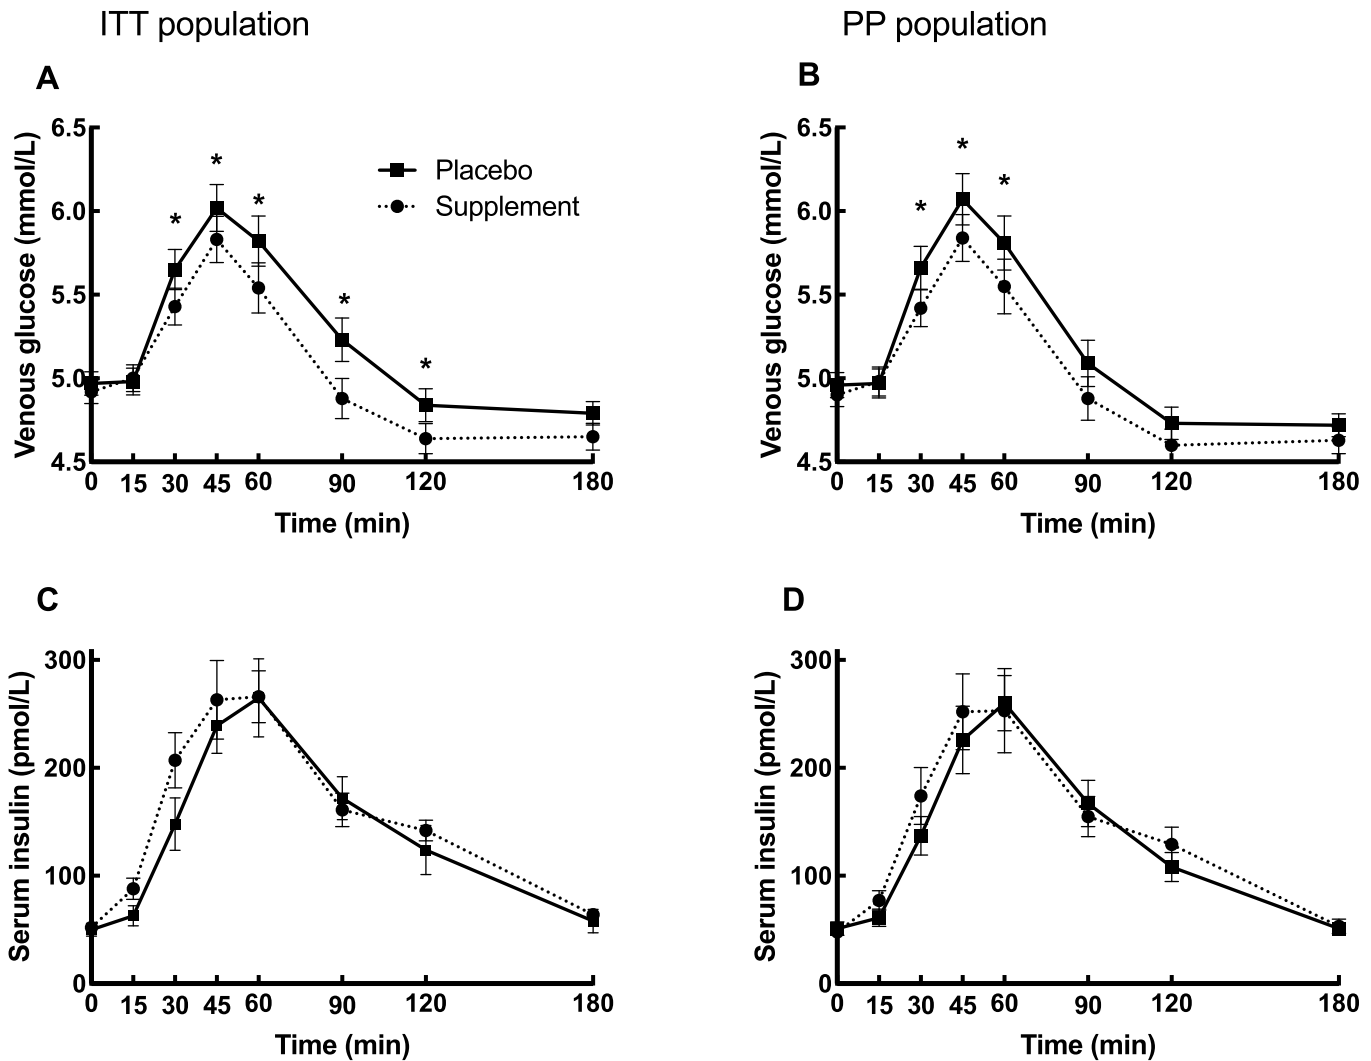 ITT population
PP population
A
B
Venous glucose (mmol/L)
6.5
6.0
5.5
5.0
4.5
* * * * *
Placebo
Supplement
0 15 30 45 60 90 120 180
Time (min)
Venous glucose (mmol/L)
6.5
6.0
5.5
5.0
4.5
* * *
0 15 30 45 60 90 120 180
Time (min)
C
D
Serum insulin (pmol/L)
300
200
100
0
0 15 30 45 60 90 120 180
Time (min)
Serum insulin (pmol/L)
300
200
100
0
0 15 30 45 60 90 120 180
Time (min)